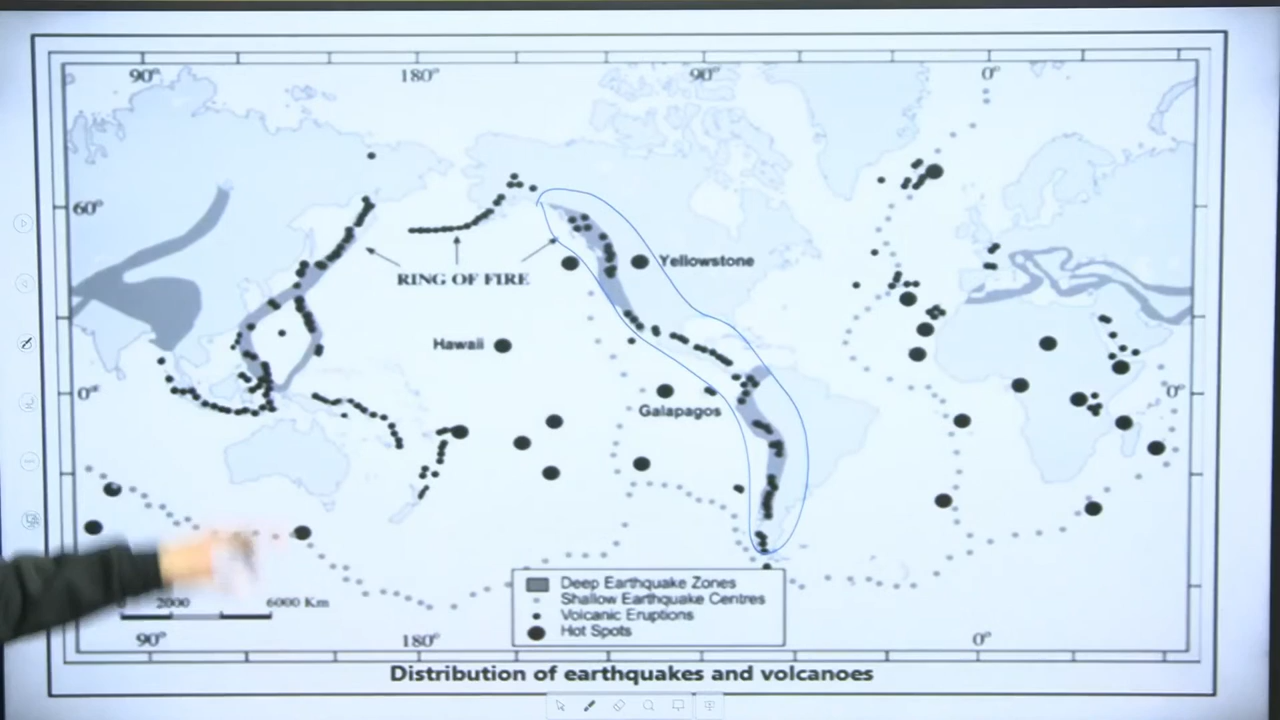 90° 180° 90° 0°
60°
Yellowstone
RING OF FIRE
Hawaii
0° 0°
Galapagos
Deep Earthquake Zones
Shallow Earthquake Centres
Volcanic Eruptions
Hot Spots
2000 6000 Km
90° 180° 0°
Distribution of earthquakes and volcanoes